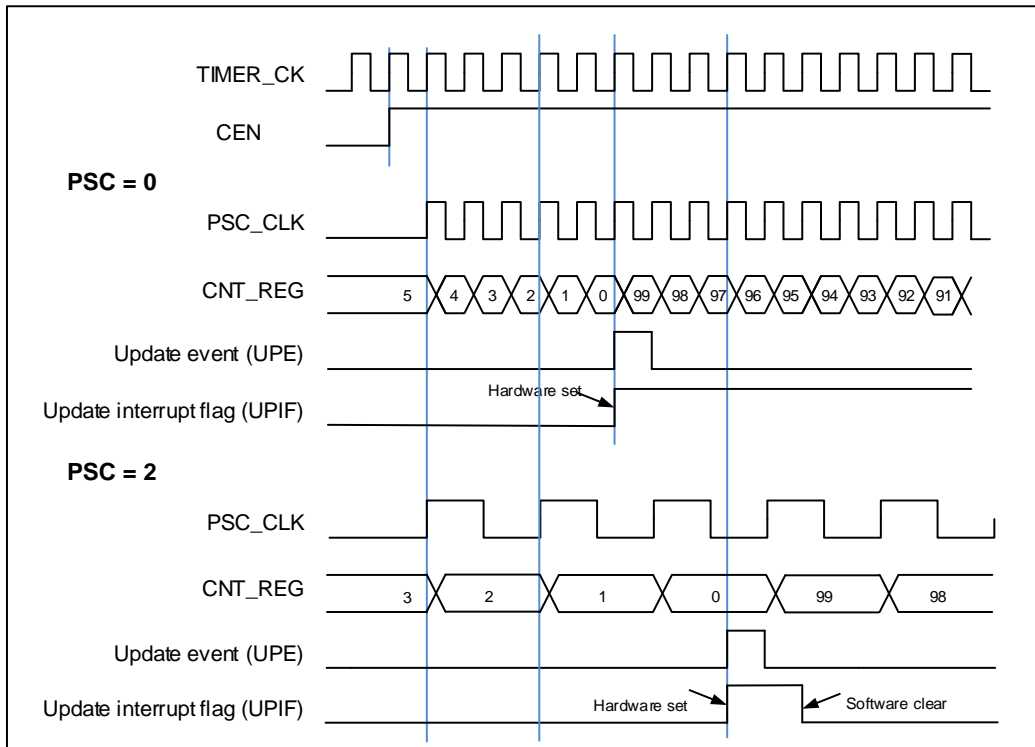 TIMER_CK
CEN
PSC = 0
PSC_CLK
CNT_REG 5 4 3 2 1 0 99 98 97 96 95 94 93 92 91
Update event (UPE)
Hardware set
Update interrupt flag (UPIF)
PSC = 2
PSC_CLK
CNT_REG 3 2 1 0 99 98
Update event (UPE)
Update interrupt flag (UPIF) Hardware set Software clear